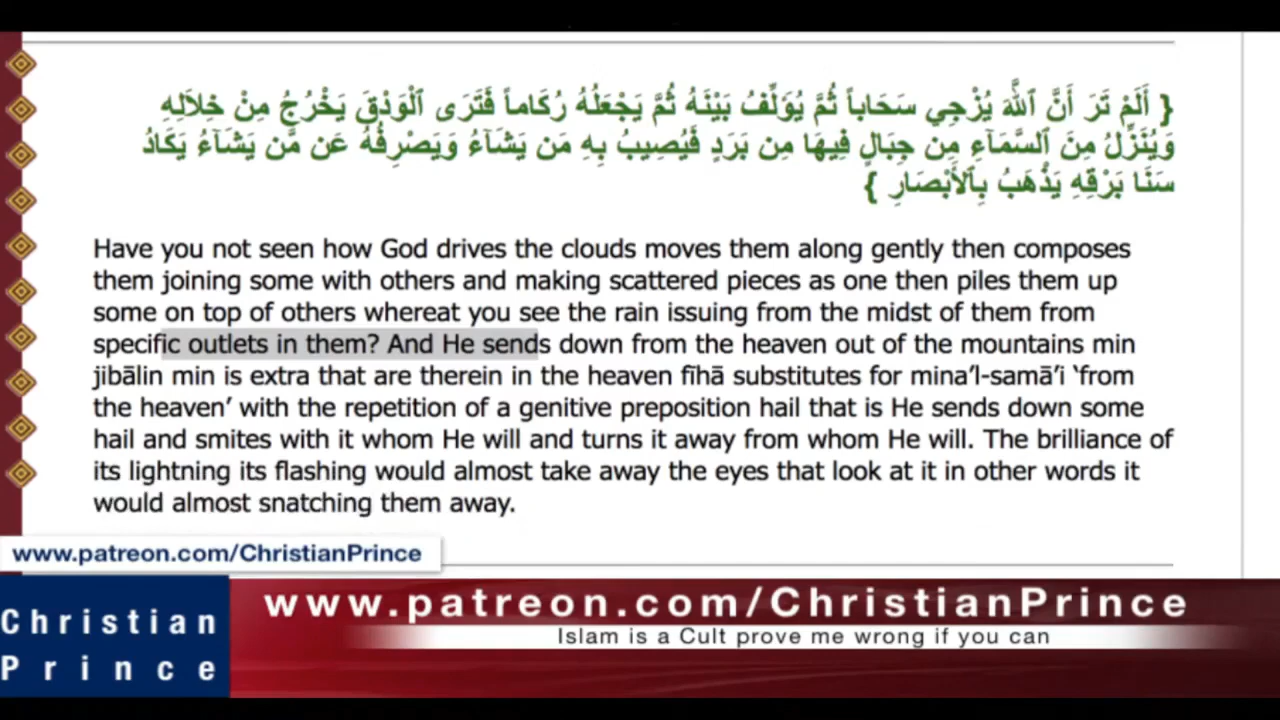 { أَلَمْ تَرَ أَنَّ ٱللَّهَ يُزْجِي سَحَاباً ثُمَّ يُؤَلِّفُ بَيْنَهُ ثُمَّ يَجْعَلُهُ رُكَاماً فَتَرَى ٱلْوَدْقَ يَخْرُجُ مِنْ خِلاَلِهِ
وَيُنَزِّلُ مِنَ ٱلسَّمَآءِ مِن جِبَالٍ فِيهَا مِن بَرَدٍ فَيُصِيبُ بِهِ مَن يَشَآءُ وَيَصْرِفُهُ عَن مَّن يَشَآءُ يَكَادُ
سَنَا بَرْقِهِ يَذْهَبُ بِٱلأَبْصَارِ }
Have you not seen how God drives the clouds moves them along gently then composes
them joining some with others and making scattered pieces as one then piles them up
some on top of others whereat you see the rain issuing from the midst of them from
specific outlets in them? And He sends down from the heaven out of the mountains min
jibālin min is extra that are therein in the heaven fīhā substitutes for mina’l-samā’i ‘from
the heaven’ with the repetition of a genitive preposition hail that is He sends down some
hail and smites with it whom He will and turns it away from whom He will. The brilliance of
its lightning its flashing would almost take away the eyes that look at it in other words it
would almost snatching them away.
www.patreon.com/ChristianPrince
www.patreon.com/ChristianPrince
Islam is a Cult prove me wrong if you can
Christian
Prince